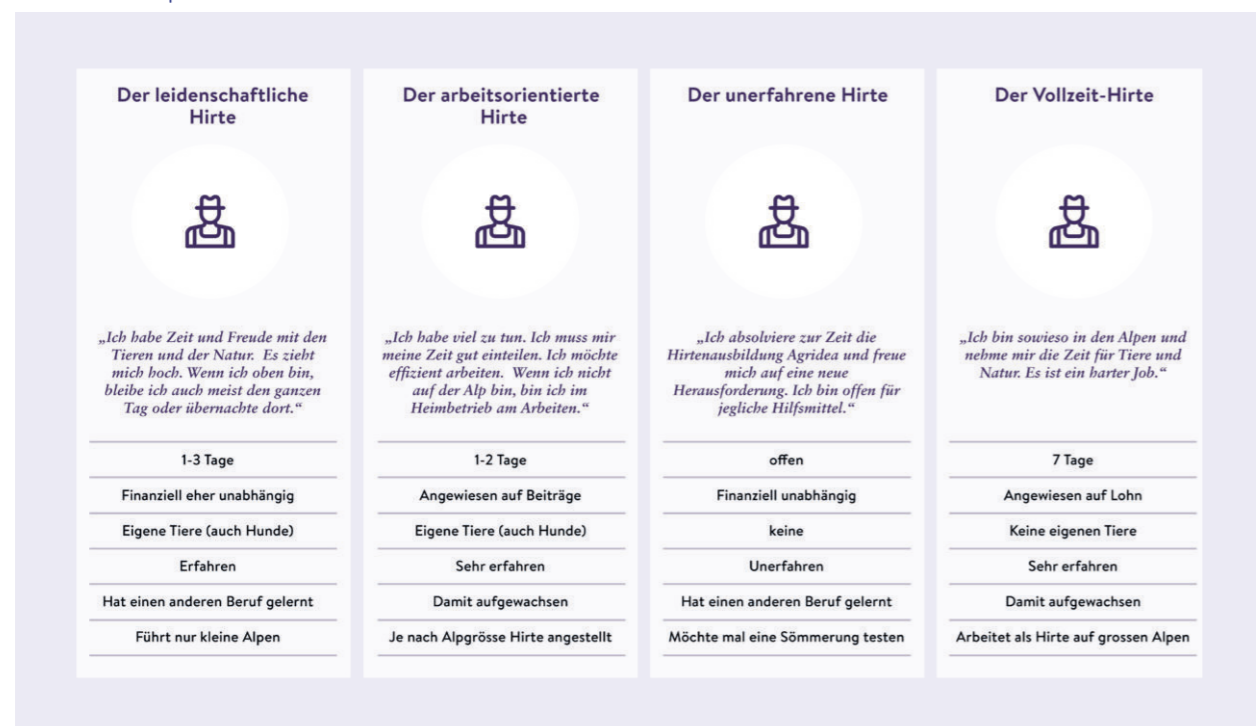 Der leidenschaftliche
Hirte
„Ich habe Zeit und Freude mit den
Tieren und der Natur.  Es zieht
mich hoch. Wenn ich oben bin,
bleibe ich auch meist den ganzen
Tag oder übernachte dort.“
1-3 Tage
Finanziell eher unabhängig
Eigene Tiere (auch Hunde)
Erfahren
Hat einen anderen Beruf gelernt
Führt nur kleine Alpen
Der arbeitsorientierte
Hirte
„Ich habe viel zu tun. Ich muss mir
meine Zeit gut einteilen. Ich möchte
effizient arbeiten.  Wenn ich nicht
auf der Alp bin, bin ich im
Heimbetrieb am Arbeiten.“
1-2 Tage
Angewiesen auf Beiträge
Eigene Tiere (auch Hunde)
Sehr erfahren
Damit aufgewachsen
Je nach Alpgrösse Hirte angestellt
Der unerfahrene Hirte
„Ich absolviere zur Zeit die
Hirtenausbildung Agridea und freue
mich auf eine neue
Herausforderung. Ich bin offen für
jegliche Hilfsmittel.“
offen
Finanziell unabhängig
keine
Unerfahren
Hat einen anderen Beruf gelernt
Möchte mal eine Sömmerung testen
Der Vollzeit-Hirte
„Ich bin sowieso in den Alpen und
nehme mir die Zeit für Tiere und
Natur. Es ist ein harter Job.“
7 Tage
Angewiesen auf Lohn
Keine eigenen Tiere
Sehr erfahren
Damit aufgewachsen
Arbeitet als Hirte auf grossen Alpen